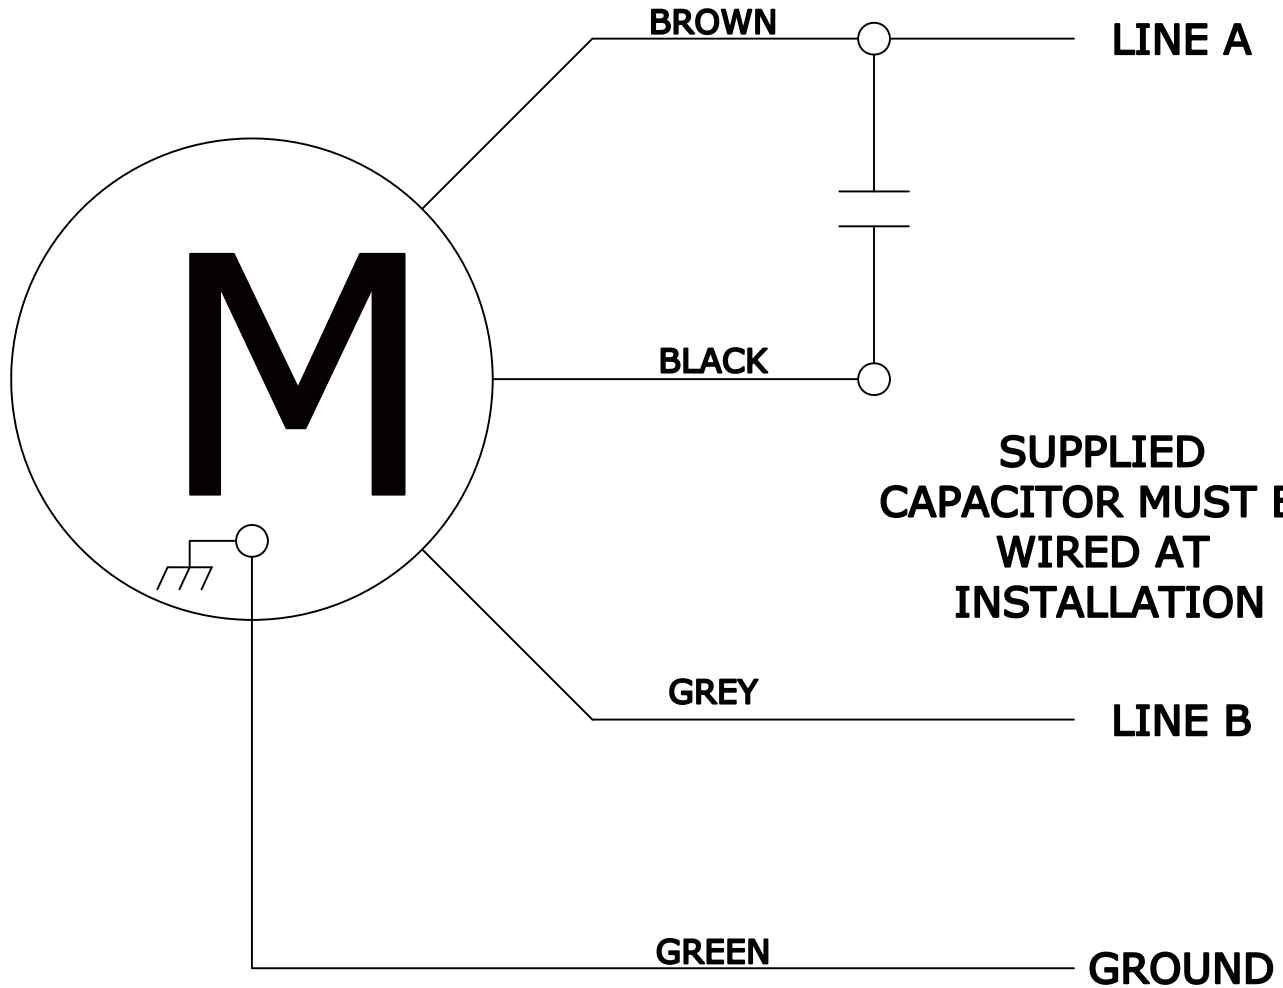 BROWN
LINE A
M
BLACK
SUPPLIED
CAPACITOR MUST
WIRED AT
INSTALLATION
GREY
LINE B
GREEN
GROUND